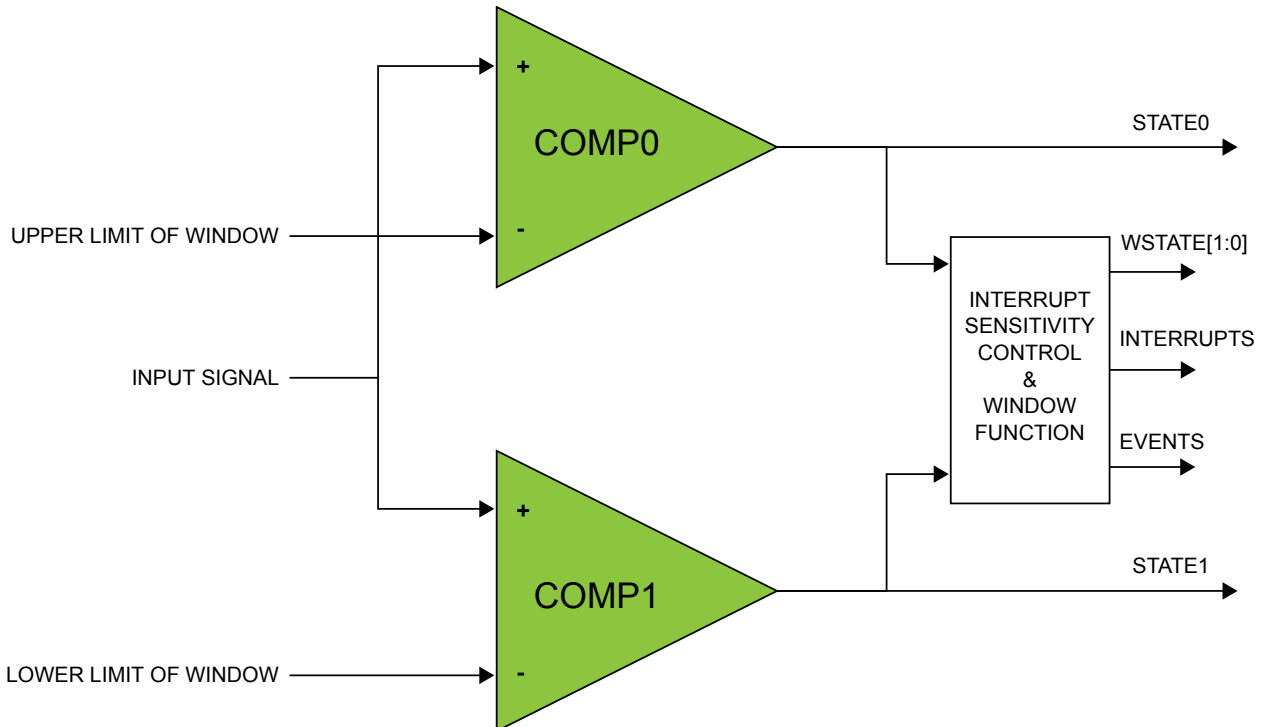 +
COMP0
-
STATE0
UPPER LIMIT OF WINDOW
WSTATE[1:0]
INTERRUPT
SENSITIVITY
CONTROL
&
WINDOW
FUNCTION
INTERRUPTS
EVENTS
INPUT SIGNAL
+
COMP1
-
STATE1
LOWER LIMIT OF WINDOW